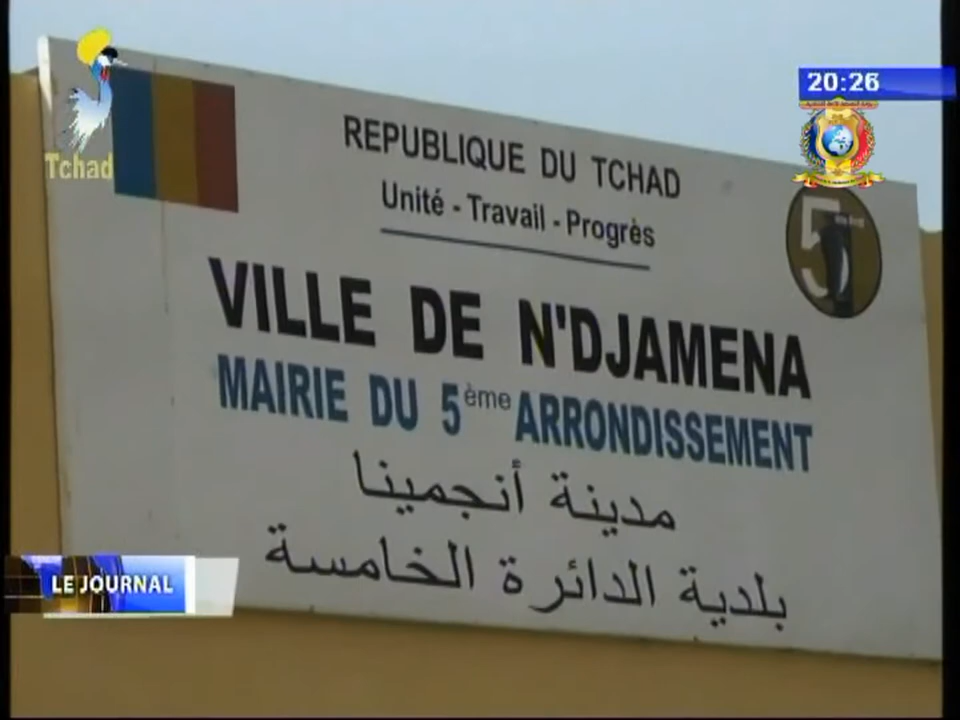 Tchad
20:26
REPUBLIQUE DU TCHAD
Unité - Travail - Progrès
5
VILLE DE N'DJAMENA
MAIRIE DU 5ème ARRONDISSEMENT
مدينة أنجمينا
بلدية الدائرة الخامسة
LE JOURNAL